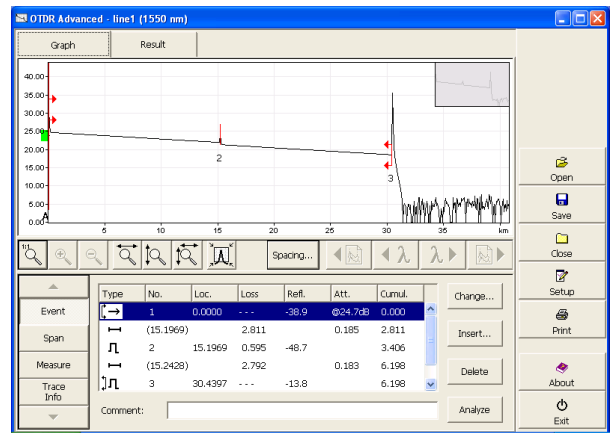 OTDR Advanced - line1 (1550 nm)
Graph Result
40.00
35.00
30.00
25.00
20.00
15.00
10.00
5.00
0.00
A
2
3
5 10 15 20 25 30 35 km
1:1 Spacing... λ λ
Event
Span
Measure
Trace Info
Type No. Loc. Loss Refl. Att. Cumul.
1 0.0000 --- -38.9 @24.7dB 0.000
(15.1969) 2.811 0.185 2.811
2 15.1969 0.595 -48.7 3.406
(15.2428) 2.792 0.183 6.198
3 30.4397 --- -13.8 6.198
Comment:
Change...
Insert...
Delete
Analyze
Open
Save
Close
Setup
Print
About
Exit